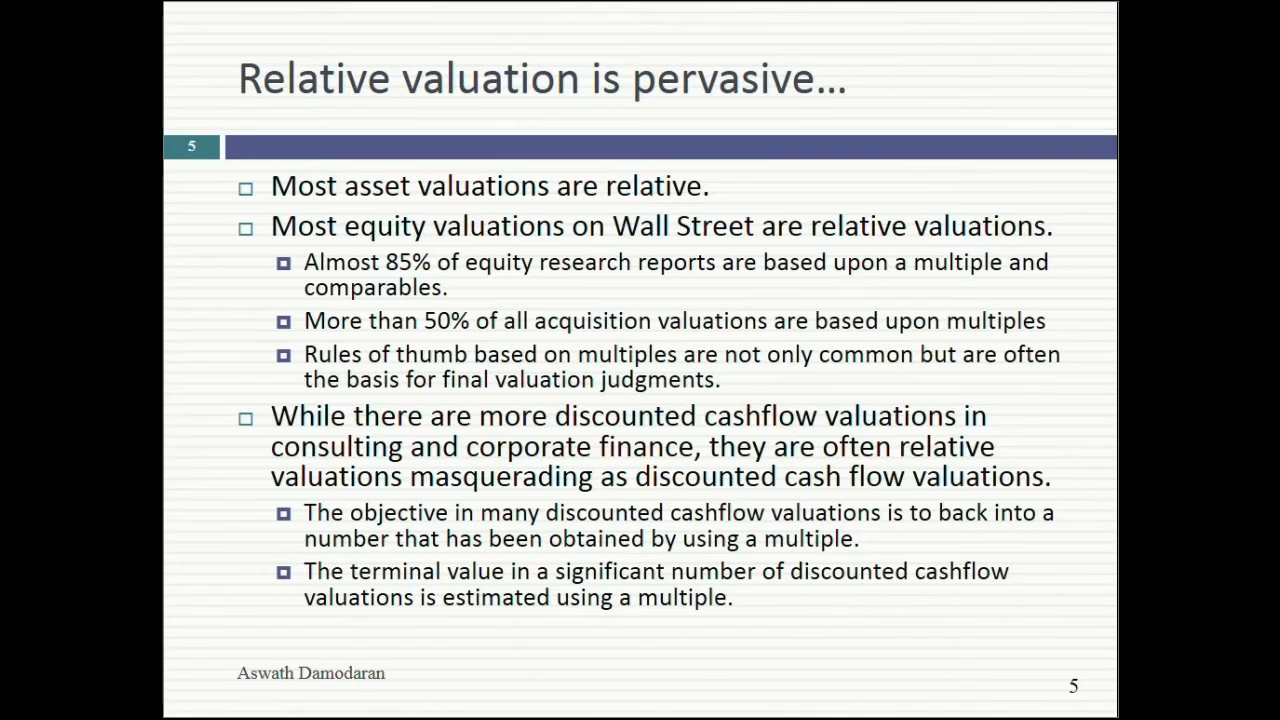 Relative valuation is pervasive…
5
Most asset valuations are relative.
Most equity valuations on Wall Street are relative valuations.
Almost 85% of equity research reports are based upon a multiple and
comparables.
More than 50% of all acquisition valuations are based upon multiples
Rules of thumb based on multiples are not only common but are often
the basis for final valuation judgments.
While there are more discounted cashflow valuations in
consulting and corporate finance, they are often relative
valuations masquerading as discounted cash flow valuations.
The objective in many discounted cashflow valuations is to back into a
number that has been obtained by using a multiple.
The terminal value in a significant number of discounted cashflow
valuations is estimated using a multiple.
Aswath Damodaran
5